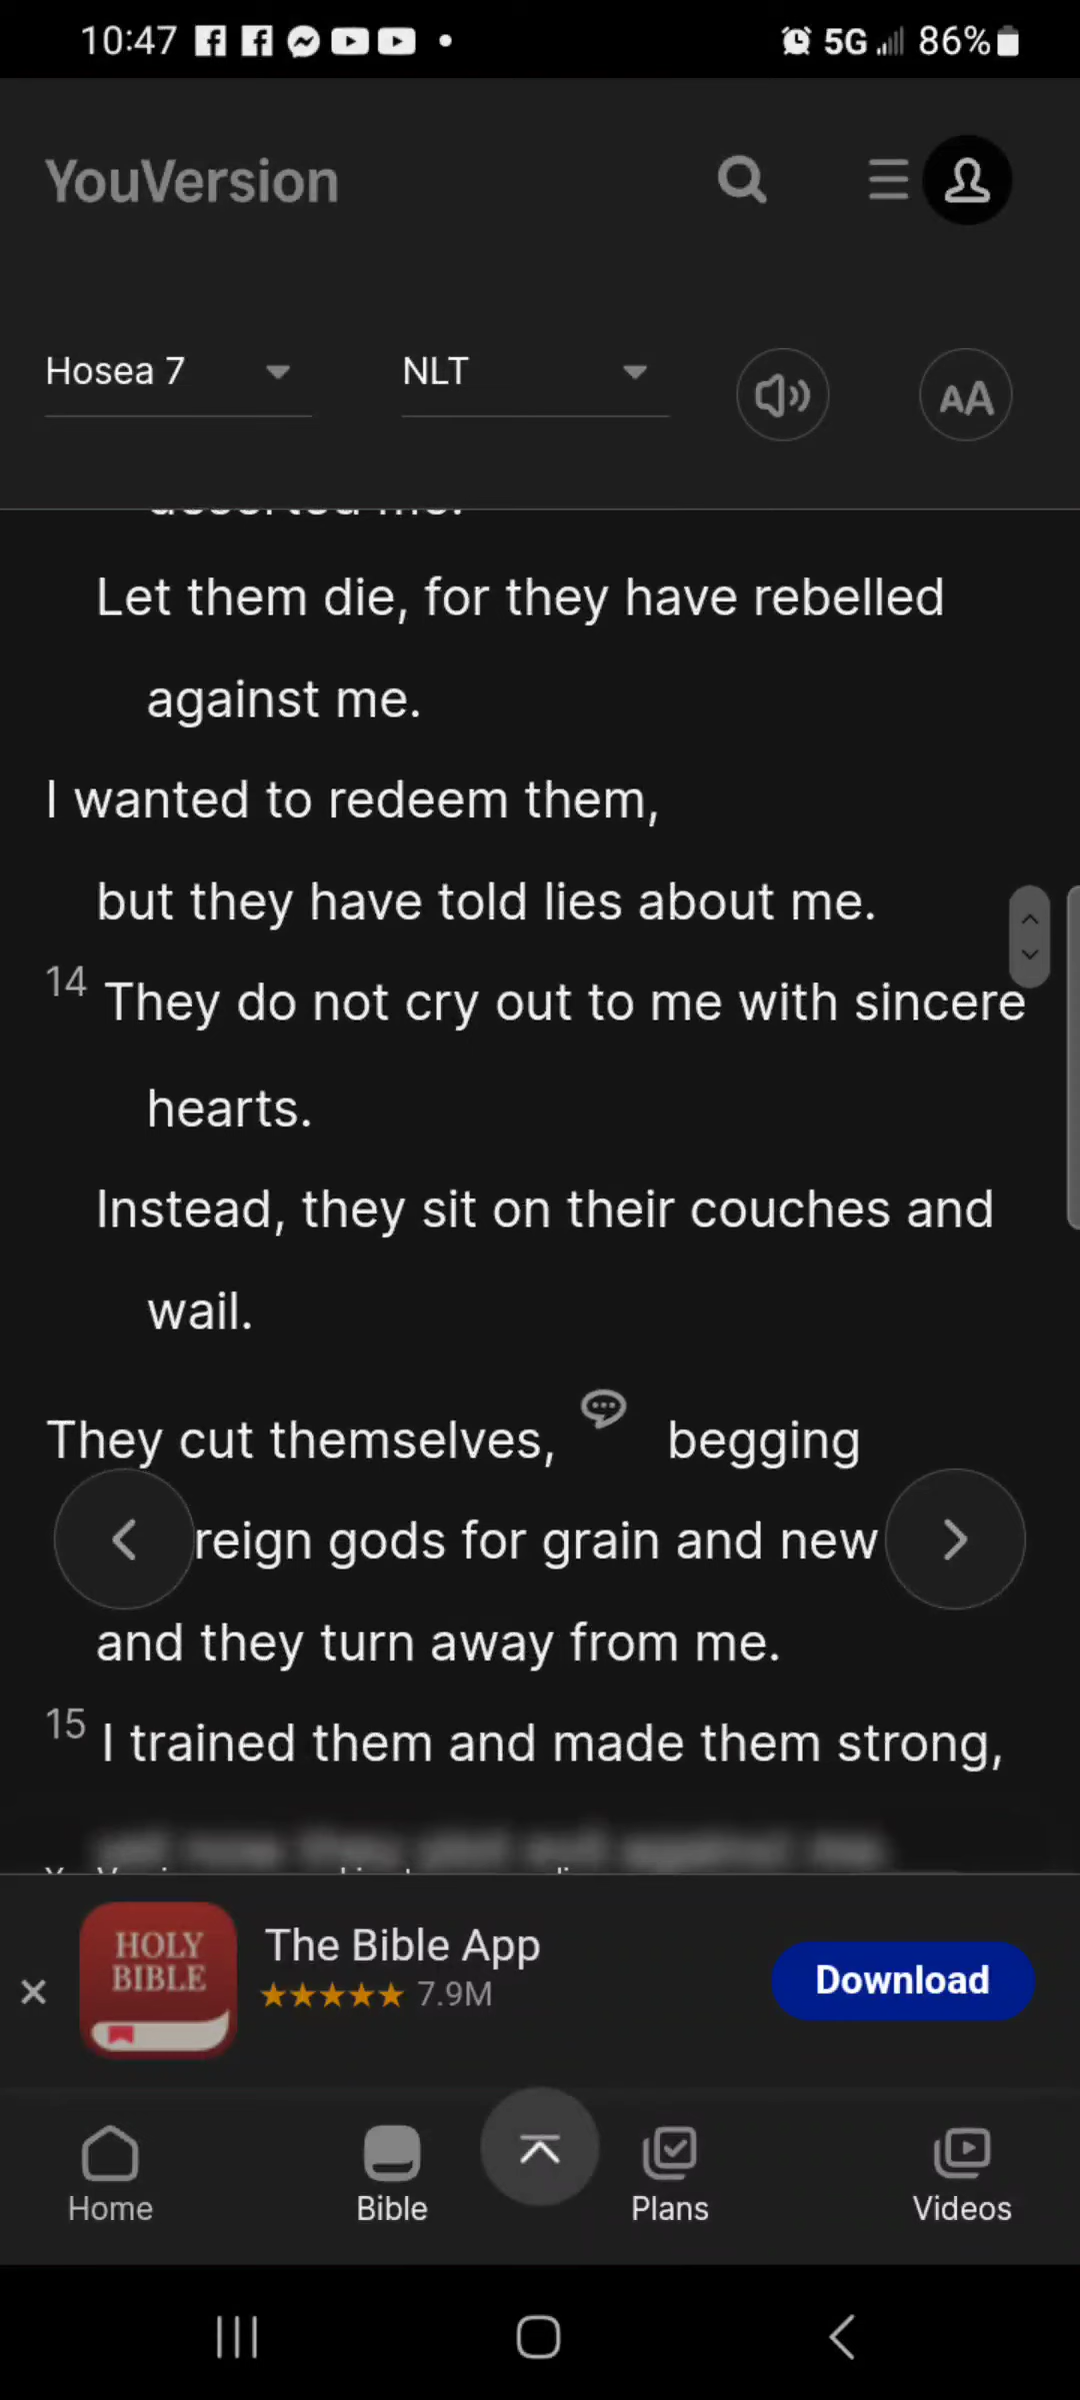 10:47 5G 86%
YouVersion
Hosea 7 NLT AA
Let them die, for they have rebelled
against me.
I wanted to redeem them,
but they have told lies about me.
14 They do not cry out to me with sincere
hearts.
Instead, they sit on their couches and
wail.
They cut themselves, begging
reign gods for grain and new
and they turn away from me.
15 I trained them and made them strong,
HOLY
BIBLE
The Bible App
7.9M
Download
Home Bible Plans Videos